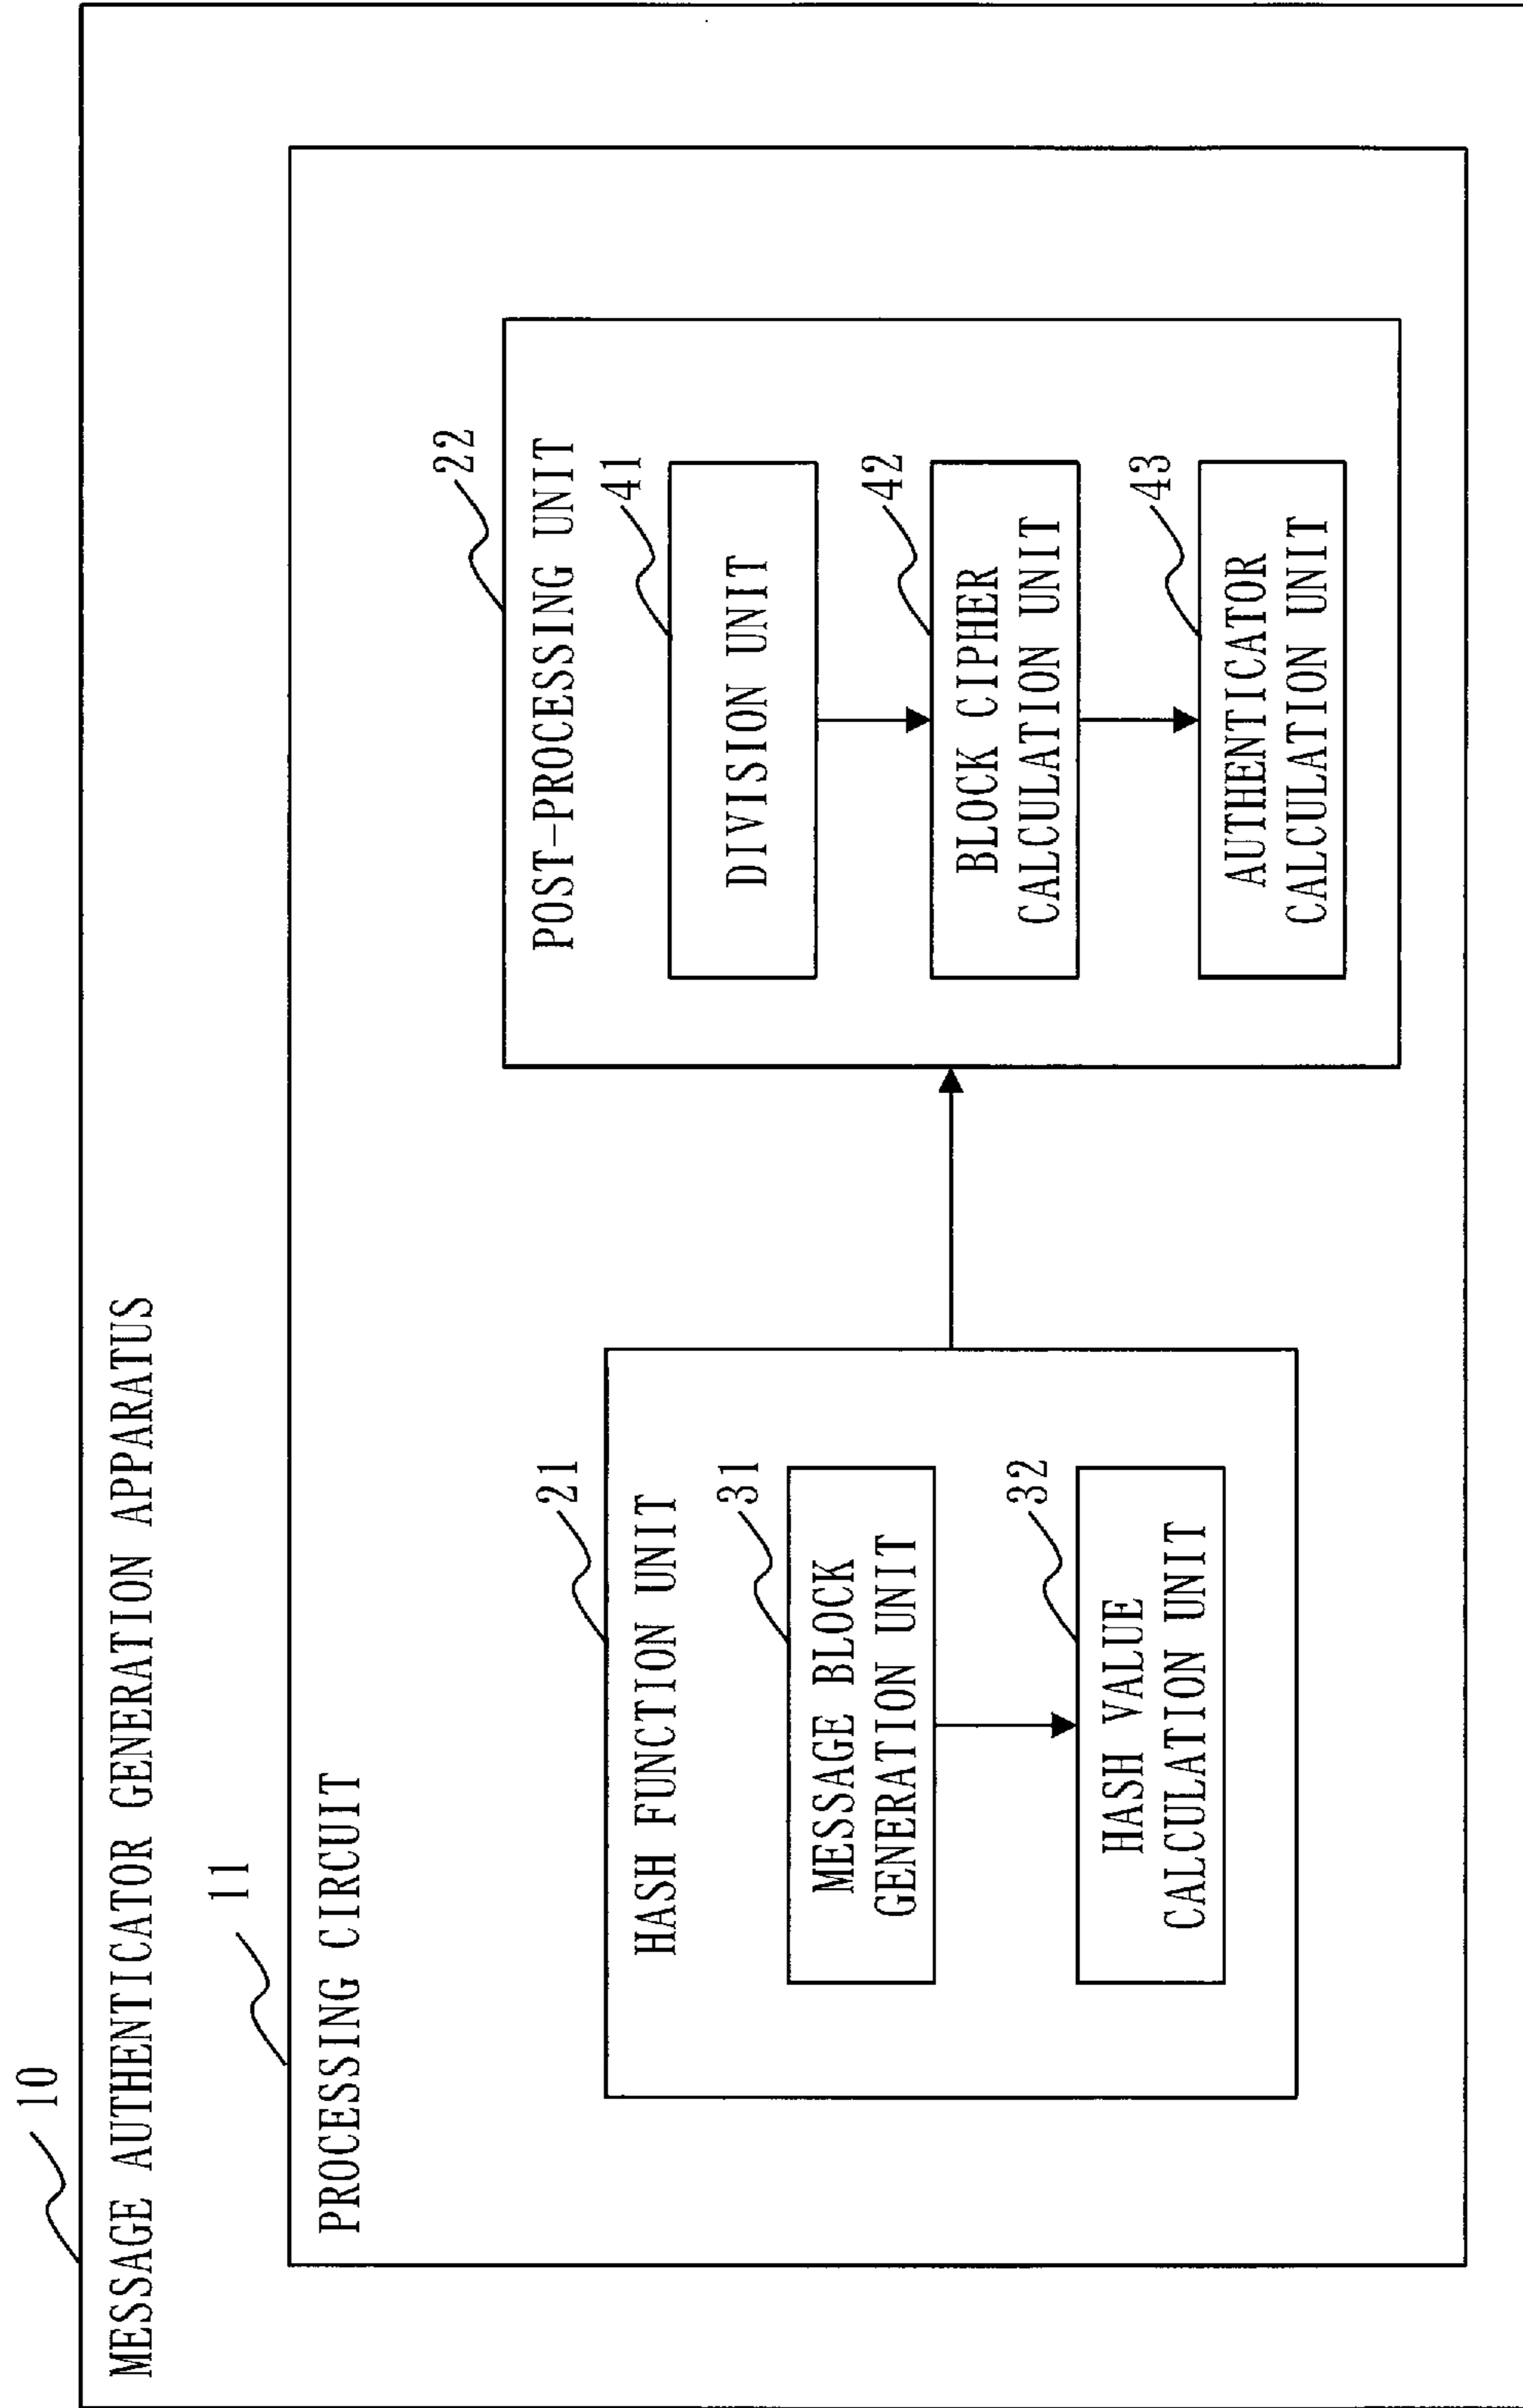 10
MESSAGE AUTHENTICATOR GENERATION APPARATUS
11
PROCESSING CIRCUIT
21
HASH FUNCTION UNIT
31
MESSAGE BLOCK
GENERATION UNIT
32
HASH VALUE
CALCULATION UNIT
22
POST-PROCESSING UNIT
41
DIVISION UNIT
42
BLOCK CIPHER
CALCULATION UNIT
43
AUTHENTICATOR
CALCULATION UNIT